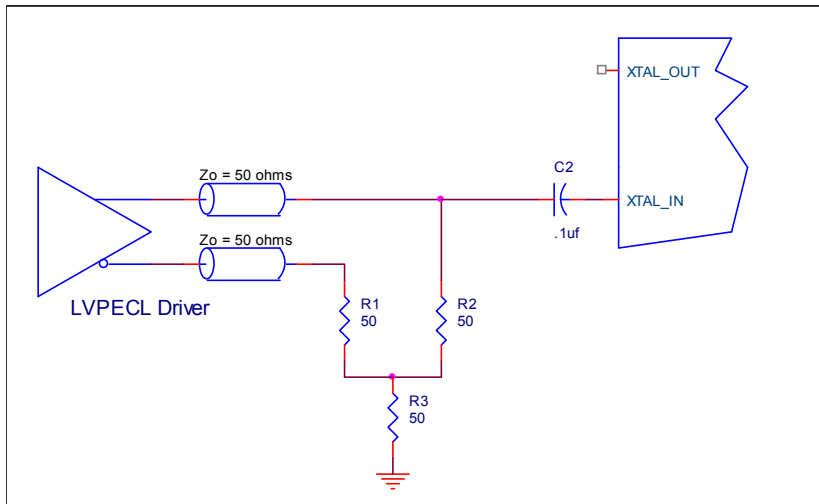 XTAL_OUT
Zo = 50 ohms
C2
XTAL_IN
.1uf
Zo = 50 ohms
LVPECL Driver
R1
50
R2
50
R3
50